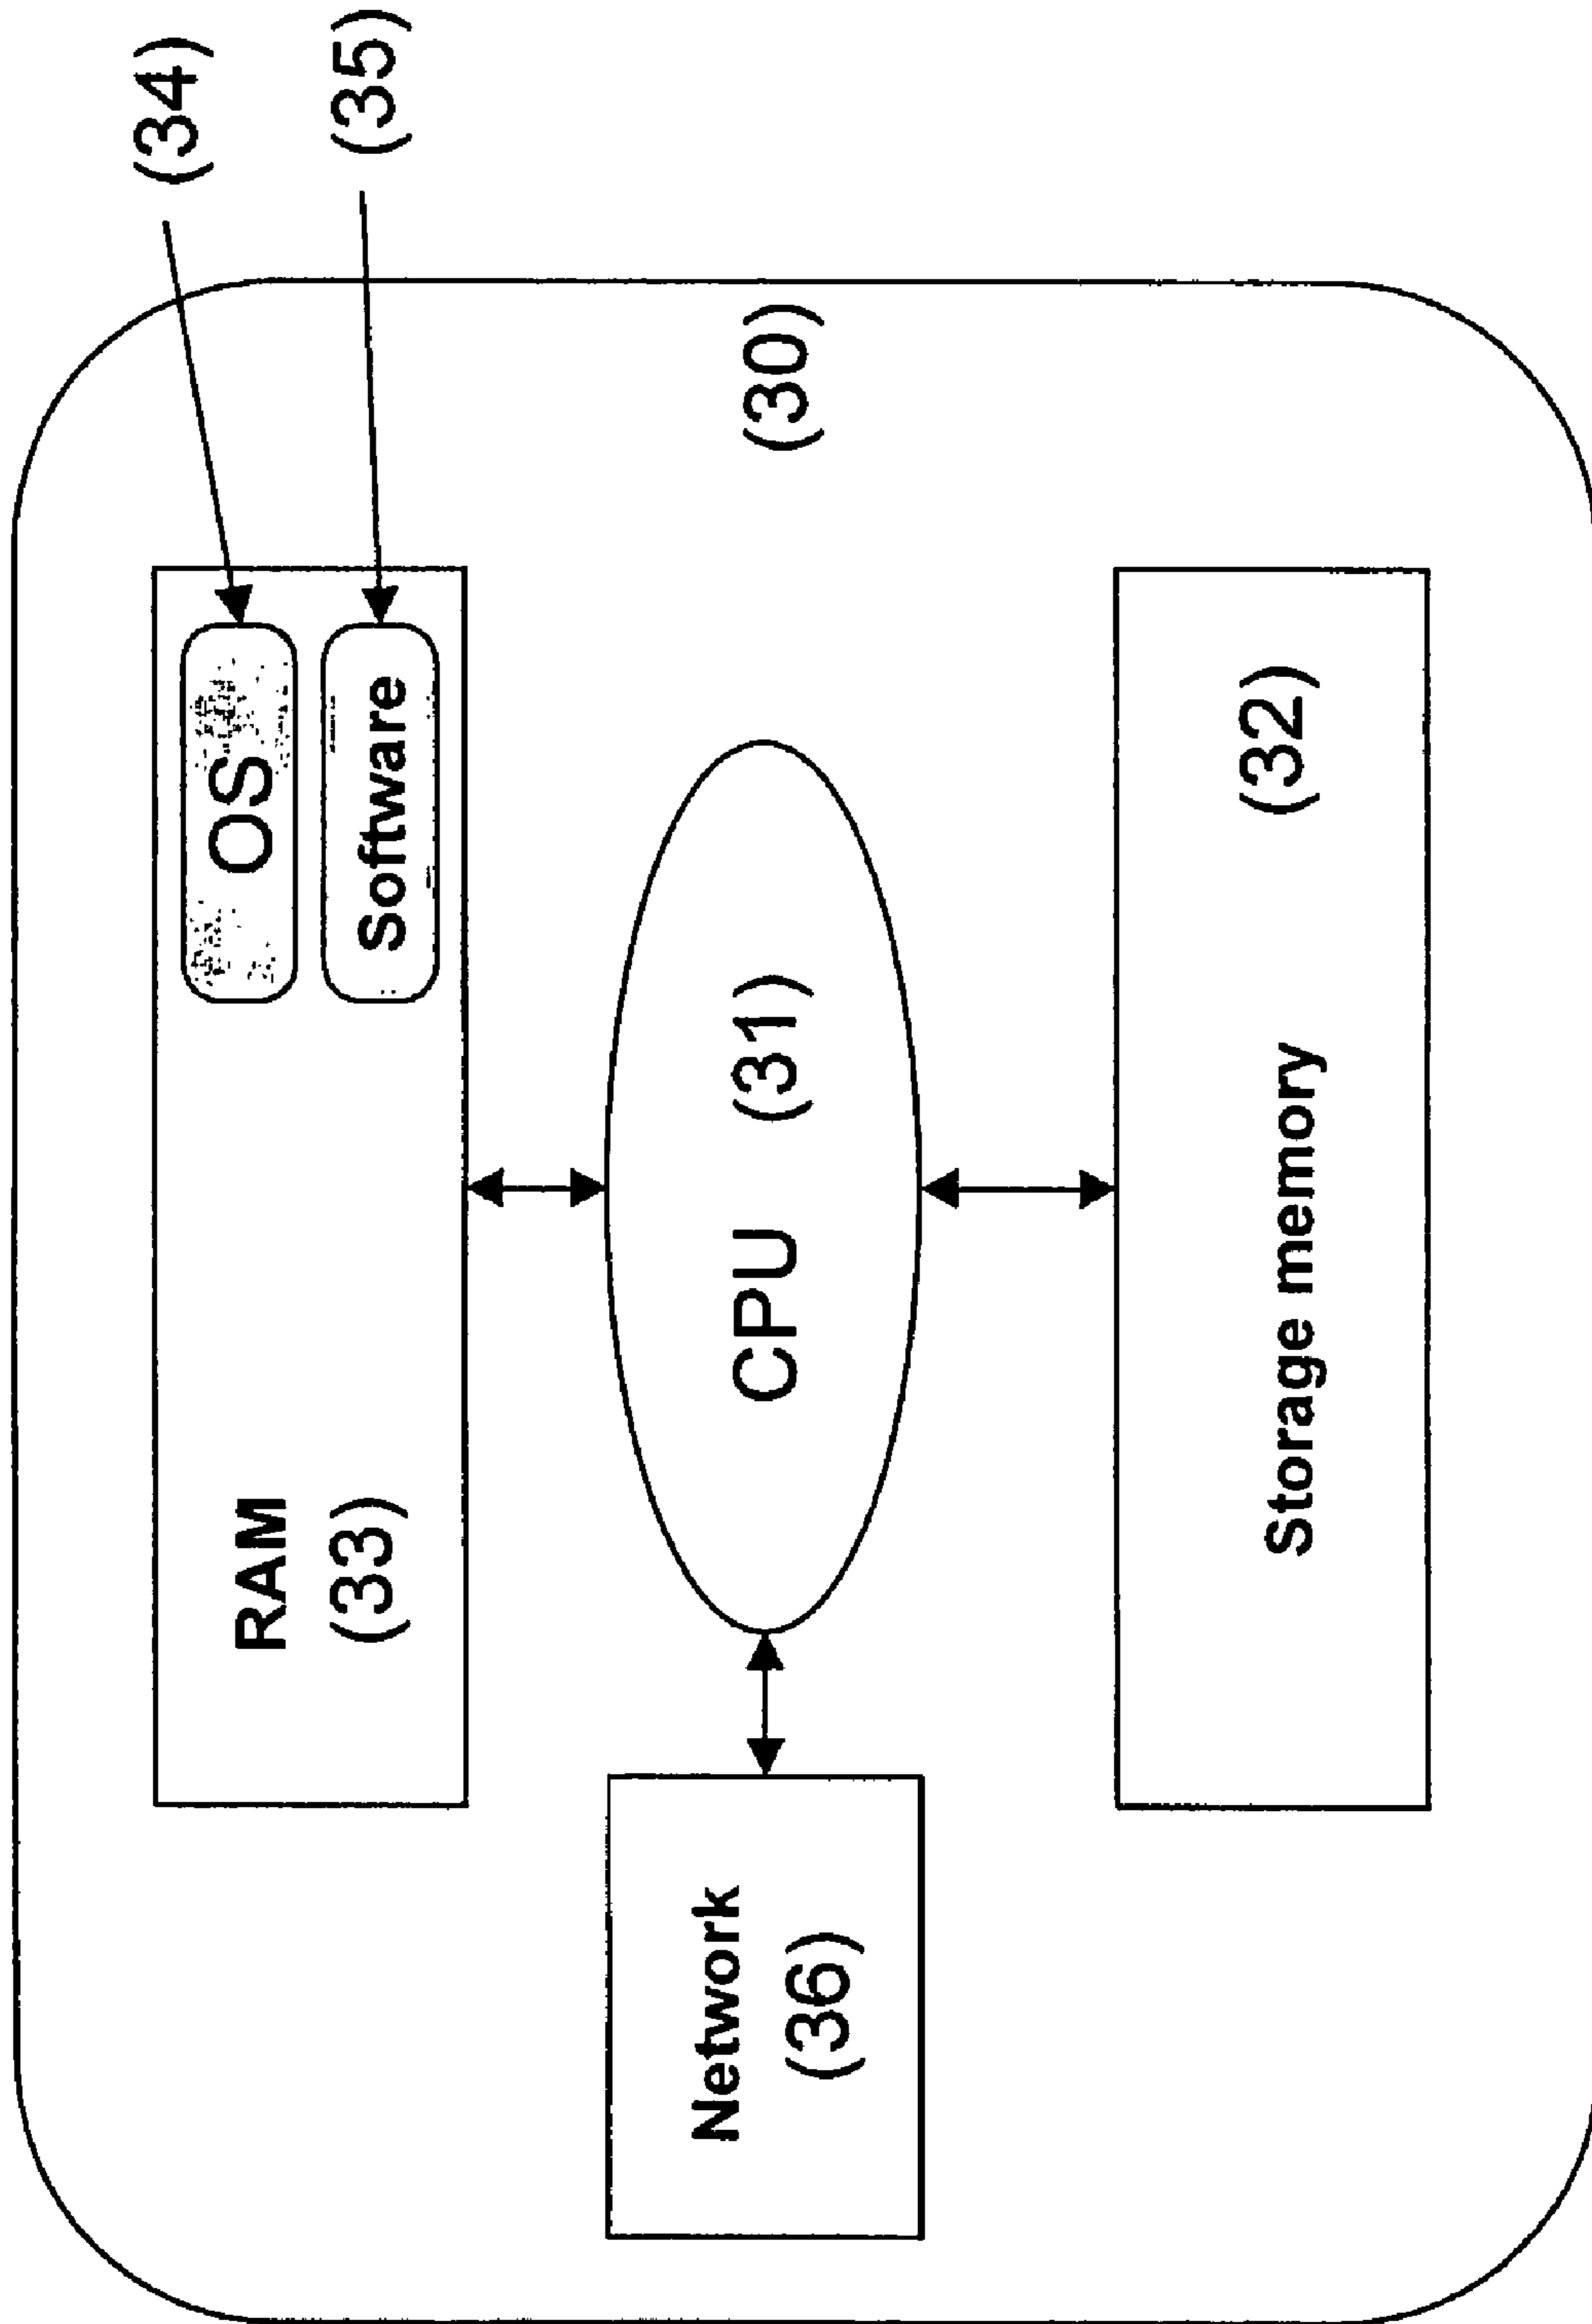 (34)
(35)
OS
Software
RAM
(33)
(30)
CPU (31)
Network
(36)
(32)
Storage memory